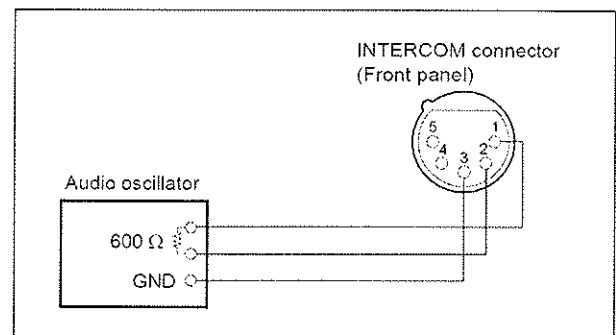 INTERCOM connector
(Front panel)
5 1
4 3 2
Audio oscillator
600 Ω
GND